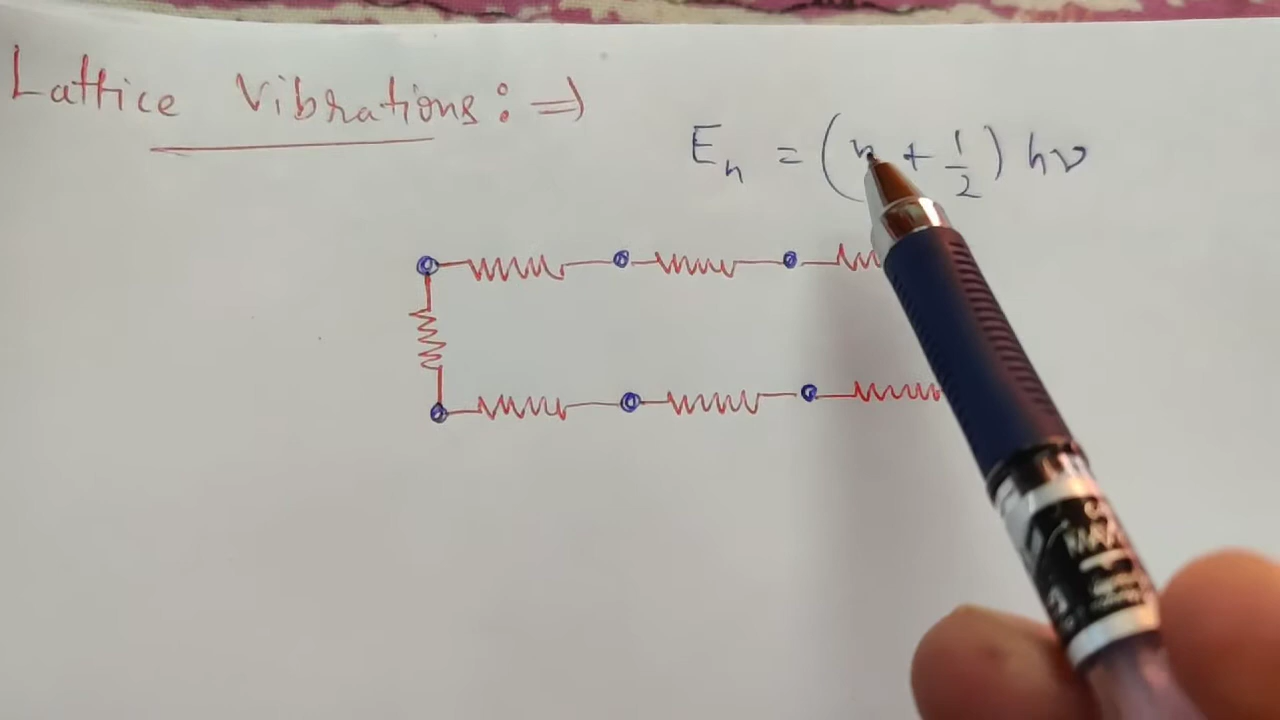 Lattice Vibrations : ⇒
Eₙ = (n + 1/2) hν